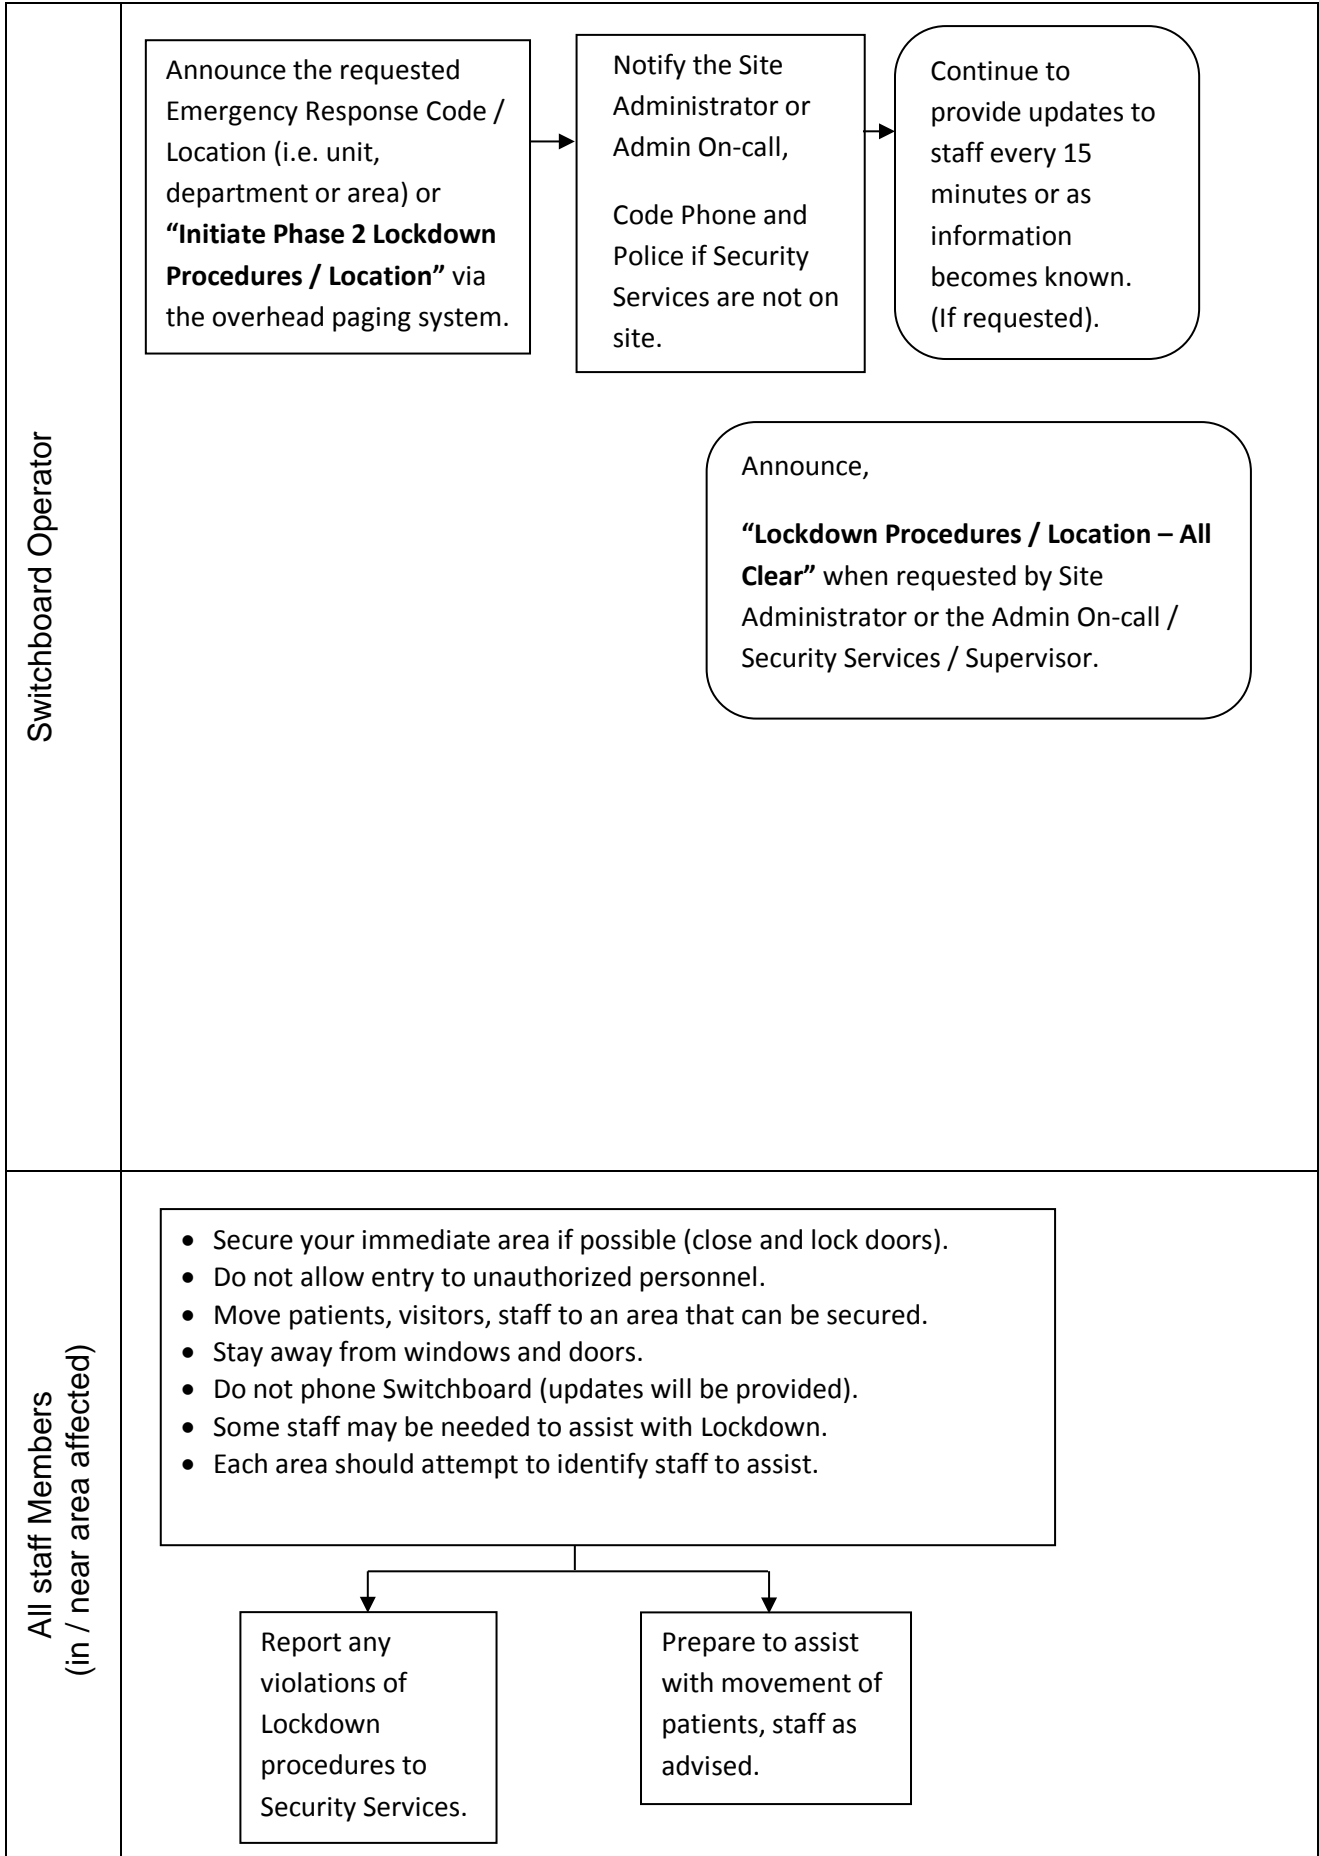 Switchboard Operator
Announce the requested
Emergency Response Code /
Location (i.e. unit,
department or area) or
“Initiate Phase 2 Lockdown
Procedures / Location” via
the overhead paging system.
Notify the Site
Administrator or
Admin On-call,
Code Phone and
Police if Security
Services are not on
site.
Continue to
provide updates to
staff every 15
minutes or as
information
becomes known.
(If requested).
Announce,
“Lockdown Procedures / Location – All
Clear” when requested by Site
Administrator or the Admin On-call /
Security Services / Supervisor.
All staff Members
(in / near area affected)
• Secure your immediate area if possible (close and lock doors).
• Do not allow entry to unauthorized personnel.
• Move patients, visitors, staff to an area that can be secured.
• Stay away from windows and doors.
• Do not phone Switchboard (updates will be provided).
• Some staff may be needed to assist with Lockdown.
• Each area should attempt to identify staff to assist.
Report any
violations of
Lockdown
procedures to
Security Services.
Prepare to assist
with movement of
patients, staff as
advised.